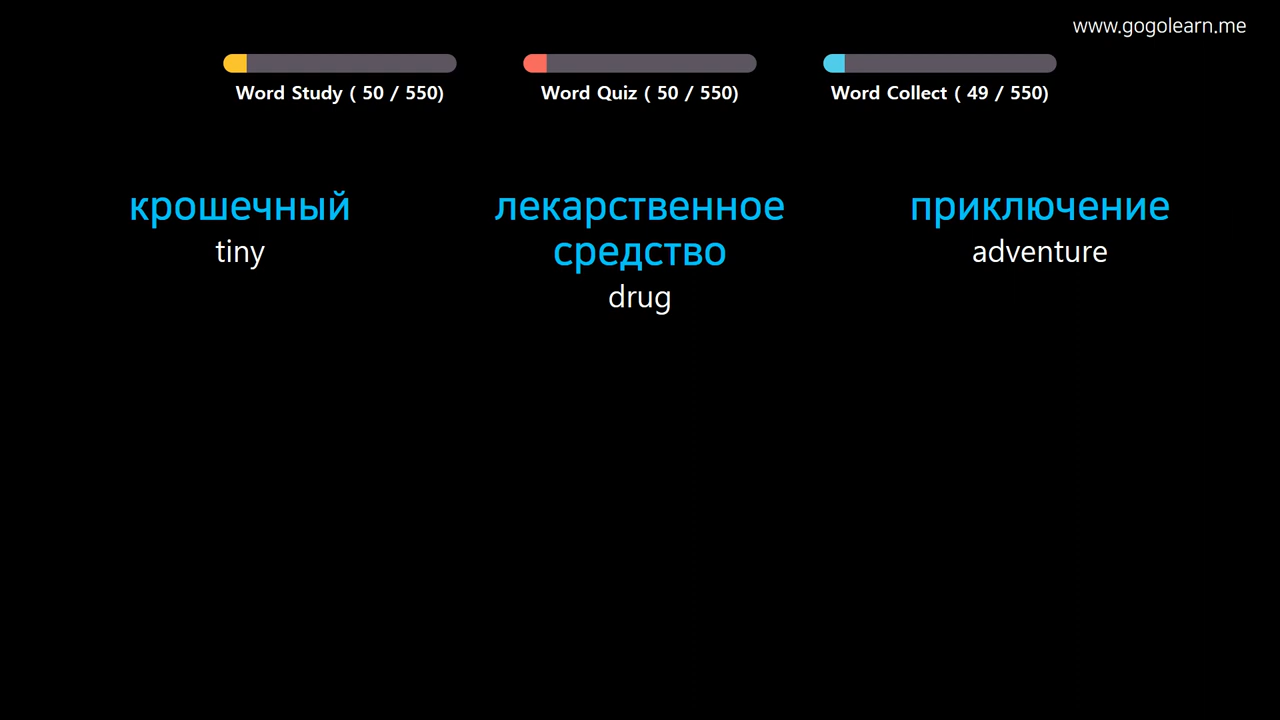 www.gogolearn.me
Word Study ( 50 / 550)
Word Quiz ( 50 / 550)
Word Collect ( 49 / 550)
крошечный
tiny
лекарственное
средство
drug
приключение
adventure